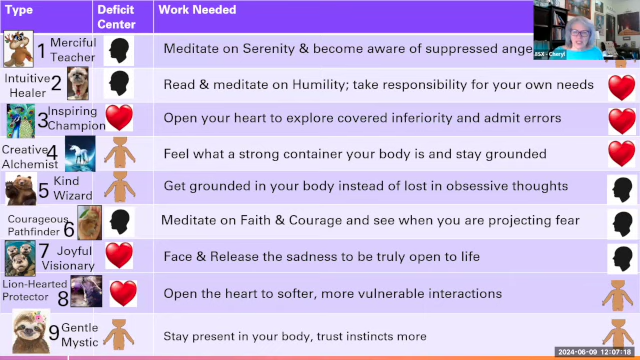 Type
Deficit
Center
Work Needed
1 Merciful
Teacher
Meditate on Serenity & become aware of suppressed ange
Intuitive
Healer 2
Read & meditate on Humility; take responsibility for your own needs
3 Inspiring
Champion
Open your heart to explore covered inferiority and admit errors
Creative
Alchemist 4
Feel what a strong container your body is and stay grounded
5 Kind
Wizard
Get grounded in your body instead of lost in obsessive thoughts
Courageous
Pathfinder 6
Meditate on Faith & Courage and see when you are projecting fear
7 Joyful
Visionary
Face & Release the sadness to be truly open to life
Lion-Hearted
Protector 8
Open the heart to softer, more vulnerable interactions
9 Gentle
Mystic
Stay present in your body, trust instincts more
Cheryl
2024-06-09 12:07:18